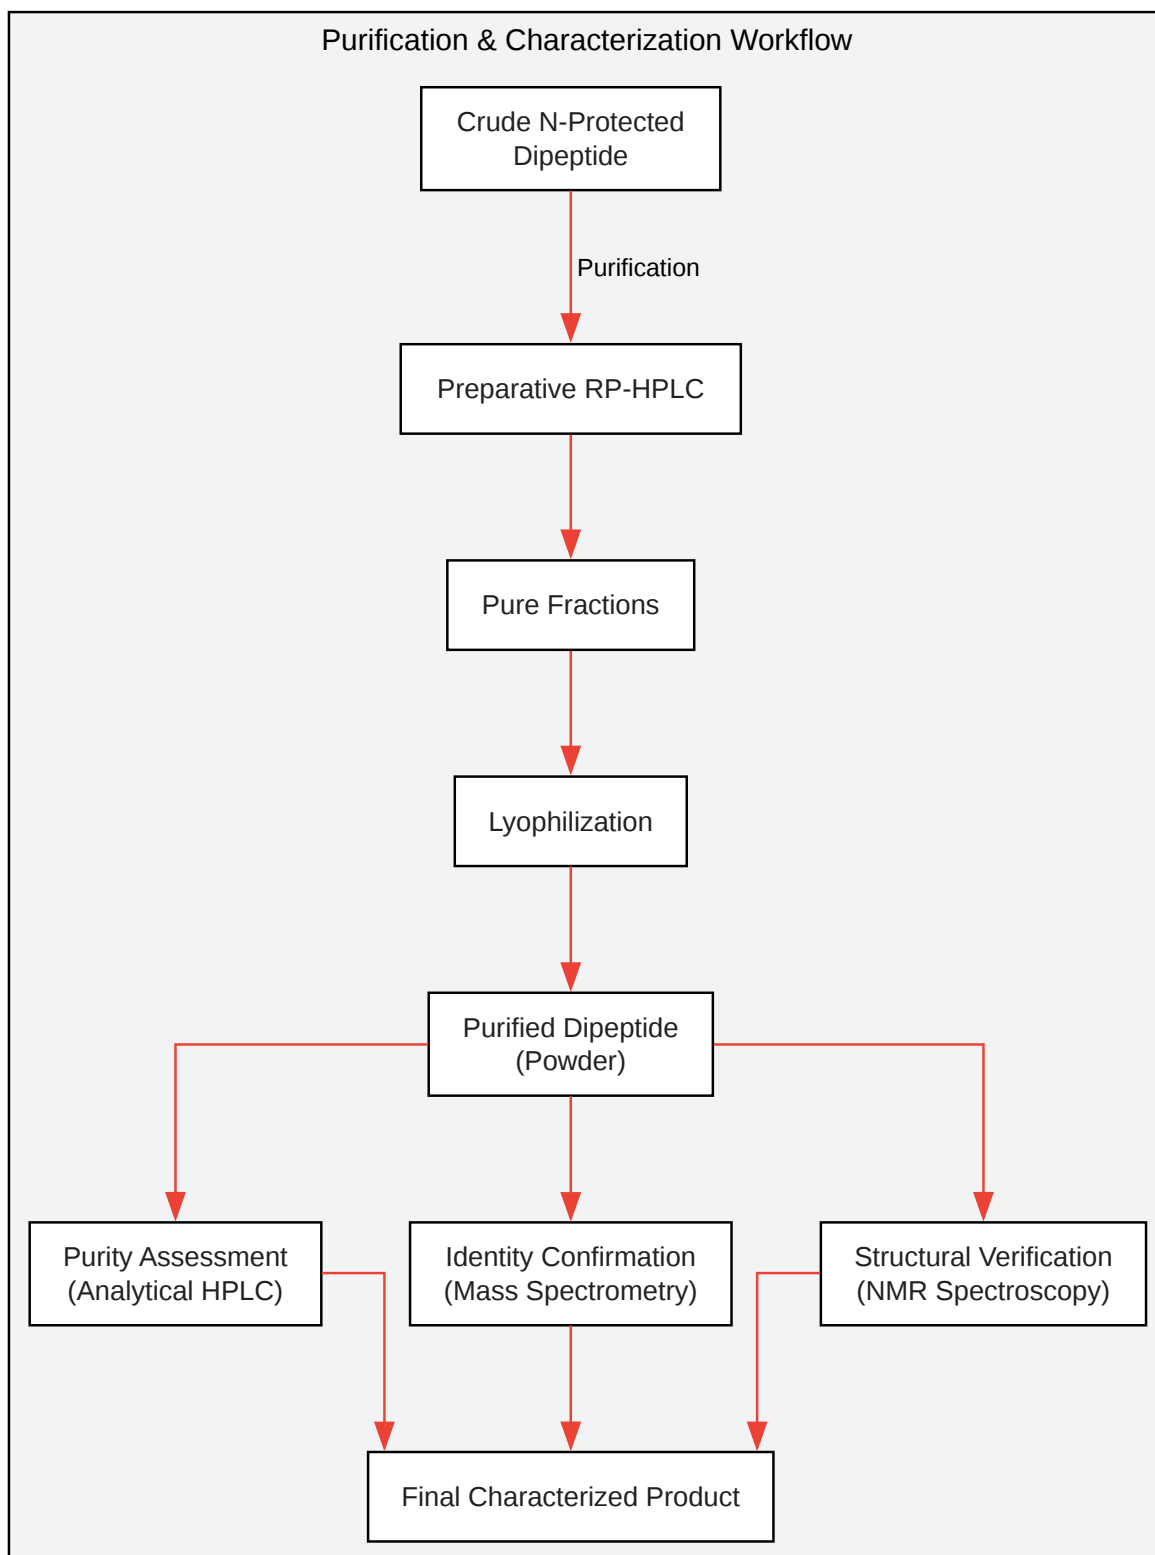 Purification & Characterization Workflow
Crude N-Protected
Dipeptide
Purification
Preparative RP-HPLC
Pure Fractions
Lyophilization
Purified Dipeptide
(Powder)
Purity Assessment
(Analytical HPLC)
Identity Confirmation
(Mass Spectrometry)
Structural Verification
(NMR Spectroscopy)
Final Characterized Product